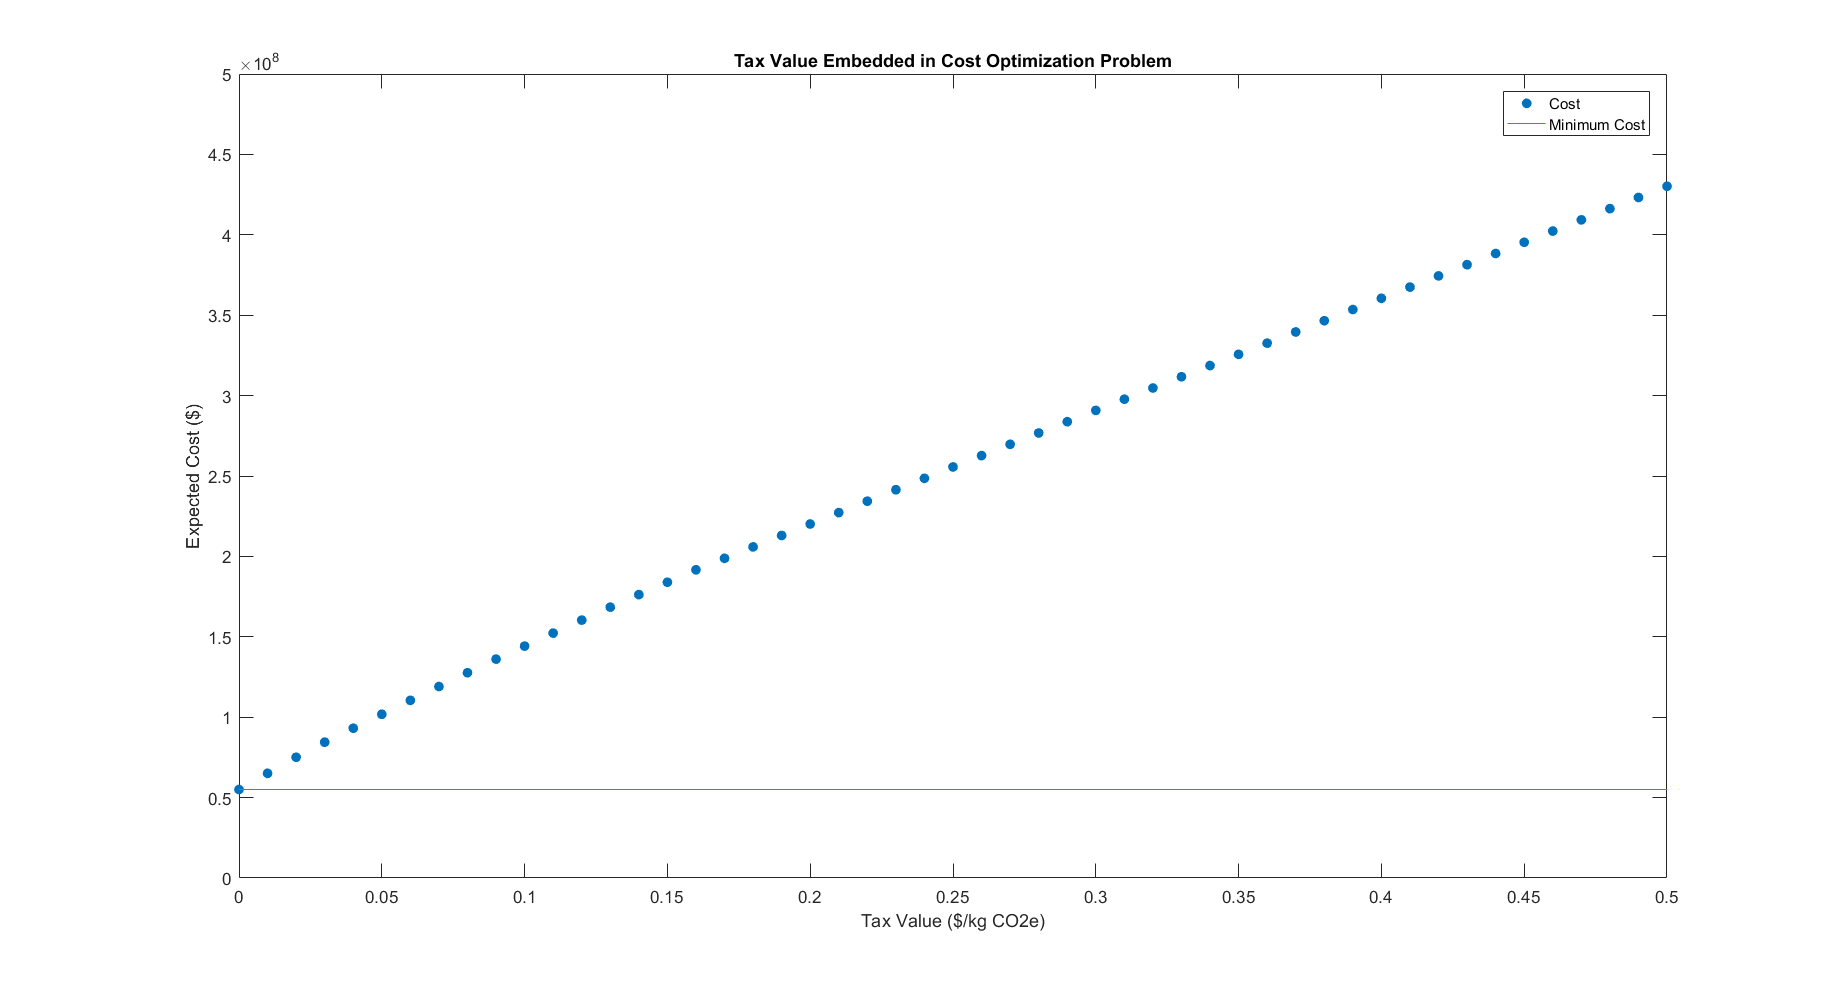 Tax Value Embedded in Cost Optimization Problem
×10^8
5
4.5
4
3.5
3
2.5
2
1.5
1
0.5
0
Expected Cost ($)
Cost
Minimum Cost
0 0.05 0.1 0.15 0.2 0.25 0.3 0.35 0.4 0.45 0.5
Tax Value ($/kg CO2e)